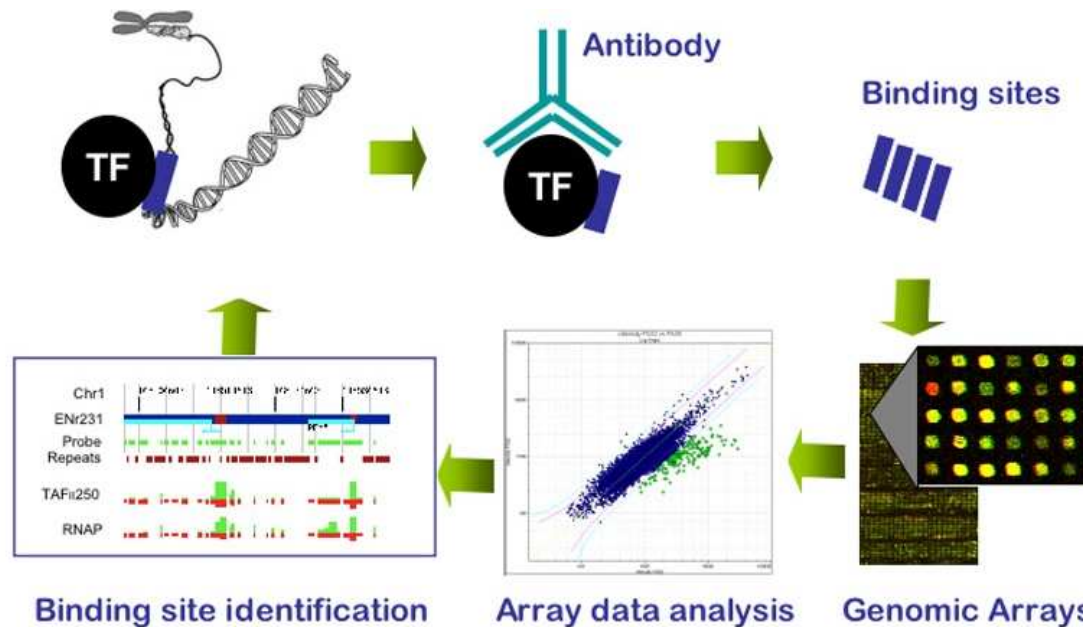 Antibody
Binding sites
TF
TF
Chr1
ENr231
Probe
Repeats
TAFII250
RNAP
Binding site identification
Array data analysis
Genomic Arrays